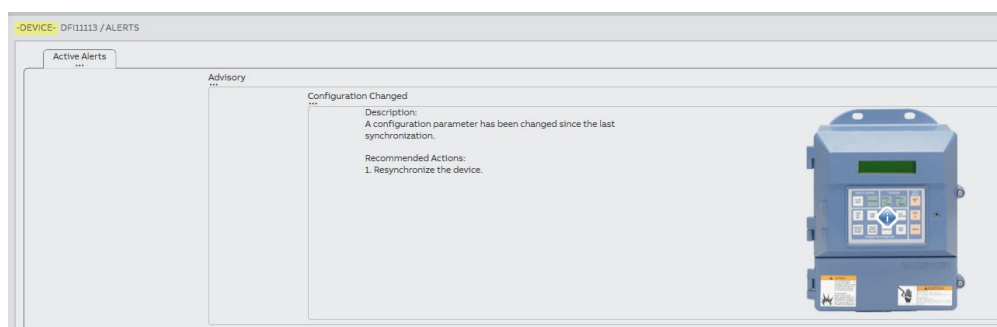 -DEVICE- DFI11113 / ALERTS
Active Alerts
Advisory
Configuration Changed
Description:
A configuration parameter has been changed since the last
synchronization.
Recommended Actions:
1. Resynchronize the device.